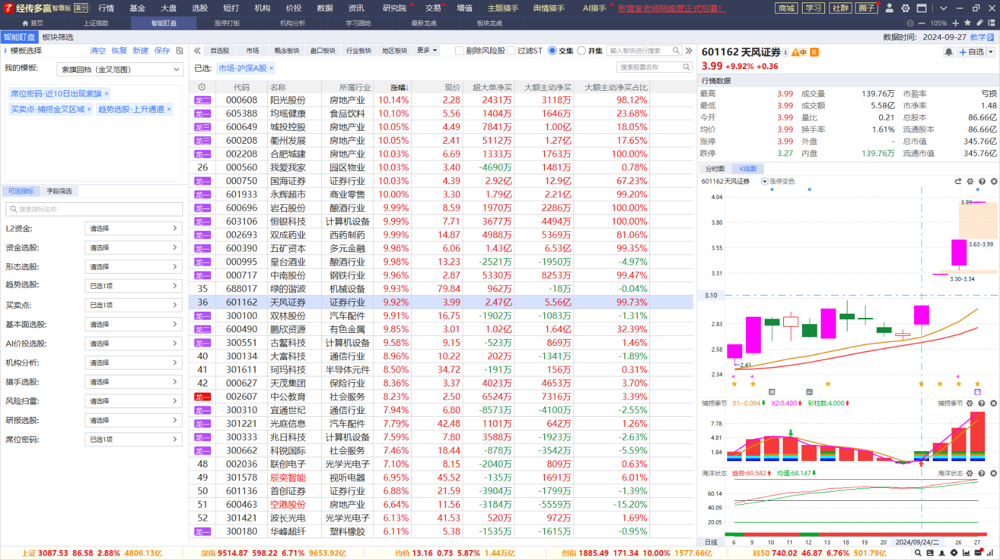 经传多赢智尊版 演示 行情 基金 大盘 选股 短打 机构 价投 数据 资讯 研究院 交易 增值 主题猎手 舆情猎手 AI猎手 罗雪奎老师陪跑营正式招募！ 商城 学习 社群 圈子
首页 上证指数 智能盯盘 涨停打板 机构分析 学习园地 最新龙虎 板块龙虎 105%
智能盯盘 板块筛选 数据时间: 2024-09-27 教学
模板选择 清空 恢复 新建 保存
我的模板: 紫旗回档（金叉范围）
席位密码-近10日出现紫旗 ×
买卖点-捕捞金叉区域 × 趋势选股-上升通道 ×
可选指标 字段筛选
搜索指标名称
L2资金: 请选择
资金选股: 请选择
形态选股: 请选择
趋势选股: 已选1项
买卖点: 已选1项
基本面选股: 请选择
AI价投选股: 请选择
机构分析: 请选择
猎手选股: 请选择
风险扫雷: 请选择
研报选股: 请选择
席位密码: 已选1项
自选股 市场 概念板块 盘口板块 行业板块 地区板块 更多 剔除风险股 过滤ST 交集 并集 输入板块进行搜索
已选: 市场-沪深A股 × 搜索股票名称
代码 名称 所属行业 涨幅↓ 现价 超大单净买 大额主动净买 大额主动净买占比
龙二 000608 阳光股份 房地产业 10.14% 2.28 2431万 3118万 98.12%
龙一 605388 均瑶健康 食品饮料 10.10% 5.56 1404万 1646万 23.68%
龙三 600649 城投控股 房地产业 10.05% 4.49 7841万 1.00亿 18.05%
龙三 600208 衢州发展 房地产业 10.05% 2.41 5112万 1.27亿 17.65%
龙一 002208 合肥城建 房地产业 10.03% 6.69 1333万 1763万 100.00%
26 000560 我爱我家 园区物业 10.03% 3.40 -4690万 1481万 0.78%
龙一 000750 国海证券 证券行业 10.03% 4.39 2.92亿 12.9亿 67.23%
龙一 601933 永辉超市 商业零售 10.00% 3.30 1.79亿 2.21亿 99.20%
龙一 600696 岩石股份 酿酒行业 9.99% 8.59 1970万 2286万 100.00%
龙一 603106 恒银科技 计算机设备 9.99% 7.71 3677万 4494万 100.00%
龙一 002693 双成药业 西药制药 9.99% 14.87 4988万 5369万 81.06%
龙一 600390 五矿资本 多元金融 9.98% 6.06 1.43亿 6.53亿 99.35%
龙一 000995 皇台酒业 酿酒行业 9.98% 13.23 -2521万 -1950万 -4.97%
龙一 000717 中南股份 钢铁行业 9.96% 2.87 5330万 8253万 99.47%
35 688017 绿的谐波 机械设备 9.93% 79.84 962万 -18万 -0.04%
36 601162 天风证券 证券行业 9.92% 3.99 2.47亿 5.56亿 99.73%
龙一 300100 双林股份 汽车配件 9.91% 16.75 -1902万 -1083万 -1.31%
龙二 600490 鹏欣资源 有色金属 9.85% 3.01 1.02亿 1.64亿 32.39%
龙一 300551 古鳌科技 计算机设备 9.58% 9.15 -523万 869万 1.46%
40 300134 大富科技 通信行业 8.96% 10.22 202万 -1341万 -1.89%
41 301611 珂玛科技 半导体元件 8.50% 34.72 -191万 156万 0.31%
42 000627 天茂集团 保险行业 8.36% 3.37 4023万 4653万 3.70%
龙一 002607 中公教育 社会服务 8.23% 2.50 6524万 7316万 3.39%
龙一 300310 宜通世纪 通信行业 7.94% 6.80 -8573万 -4100万 -2.55%
龙一 301221 光庭信息 汽车配件 7.79% 42.48 1101万 642万 1.26%
龙一 300333 兆日科技 计算机设备 7.59% 7.80 3588万 -1923万 -2.63%
龙一 300662 科锐国际 社会服务 7.46% 18.44 -878万 -3542万 -5.59%
48 002036 联创电子 光学光电子 7.10% 8.15 -2040万 809万 0.63%
49 301578 辰奕智能 视听电器 6.95% 45.52 -135万 1691万 6.01%
50 601136 首创证券 证券行业 6.88% 21.59 -3904万 -1799万 -1.39%
51 600463 空港股份 房地产业 6.64% 11.56 -3184万 -5559万 -15.20%
52 301421 波长光电 光学光电子 6.13% 41.53 520万 972万 1.69%
龙一 300180 华峰超纤 塑料橡胶 6.11% 5.38 -1535万 -1615万 -0.95%
601162 天风证券 中 R 自选
3.99 +9.92% +0.36
行情数据
最高 3.99 成交量 139.76万 市盈率 亏损
最低 3.99 成交额 5.58亿 市净率 1.48
今开 3.99 量比 0.21 总股本 86.66亿
均价 3.99 换手率 1.61% 流通股本 86.66亿
涨停 3.99 外盘 - 总市值 345.76亿
跌停 3.27 内盘 139.76万 流通市值 345.76亿
分时图 K线图
601162 天风证券 涨停变色
4.04
3.99
3.80
3.63-3.99
3.55
3.31
3.30-3.34
3.10
2.83
2.58
2.43
2.34
捕捞季节 X1:-0.094 X2:0.400 彩柱数:4.000 捕捞季节
7.78
4.81
1.84
海洋状态 趋势:69.582 均值:68.147 海洋状态
60.14
40.09
20.05
日线 6 9 10 11 12 13 18 19 20 2024/09/24/二 26 27
上证 3087.53 86.58 2.88% 4806.13亿 深指 9514.87 598.22 6.71% 9653.92亿 均价 13.16 0.73 5.87% 1.44万亿 创指 1885.49 171.34 10.00% 1577.66亿 科50 740.02 46.87 6.76% 501.79亿